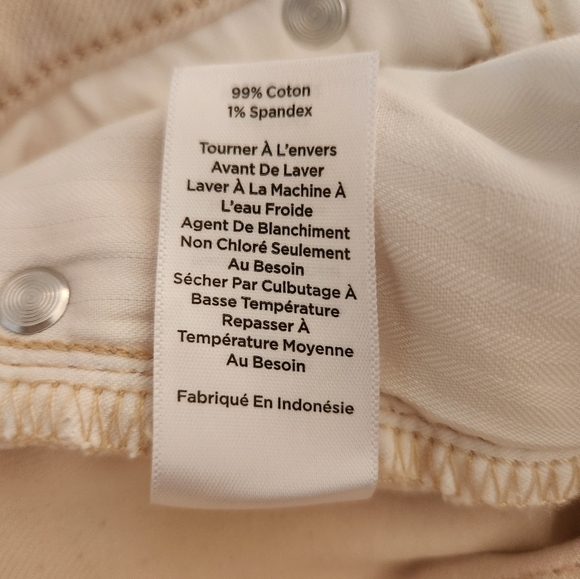 99% Coton
1% Spandex
Tourner À L'envers
Avant De Laver
Laver À La Machine À
L'eau Froide
Agent De Blanchiment
Non Chloré Seulement
Au Besoin
Sécher Par Culbutage À
Basse Température
Repasser À
Température Moyenne
Au Besoin
Fabriqué En Indonésie